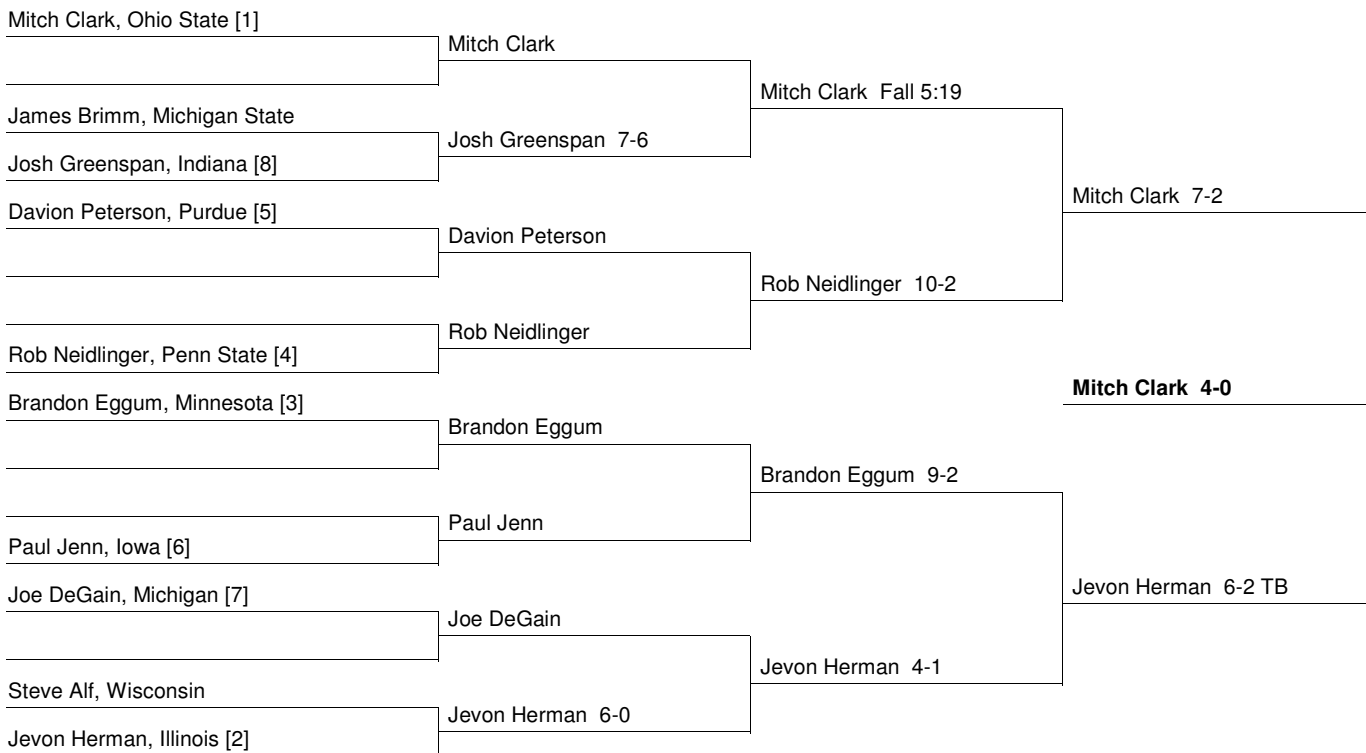 Mitch Clark, Ohio State [1]
Mitch Clark
Mitch Clark  Fall 5:19
James Brimm, Michigan State
Josh Greenspan  7-6
Josh Greenspan, Indiana [8]
Mitch Clark  7-2
Davion Peterson, Purdue [5]
Davion Peterson
Rob Neidlinger  10-2
Rob Neidlinger
Rob Neidlinger, Penn State [4]
Mitch Clark  4-0
Brandon Eggum, Minnesota [3]
Brandon Eggum
Brandon Eggum  9-2
Paul Jenn
Paul Jenn, Iowa [6]
Jevon Herman  6-2 TB
Joe DeGain, Michigan [7]
Joe DeGain
Jevon Herman  4-1
Steve Alf, Wisconsin
Jevon Herman  6-0
Jevon Herman, Illinois [2]